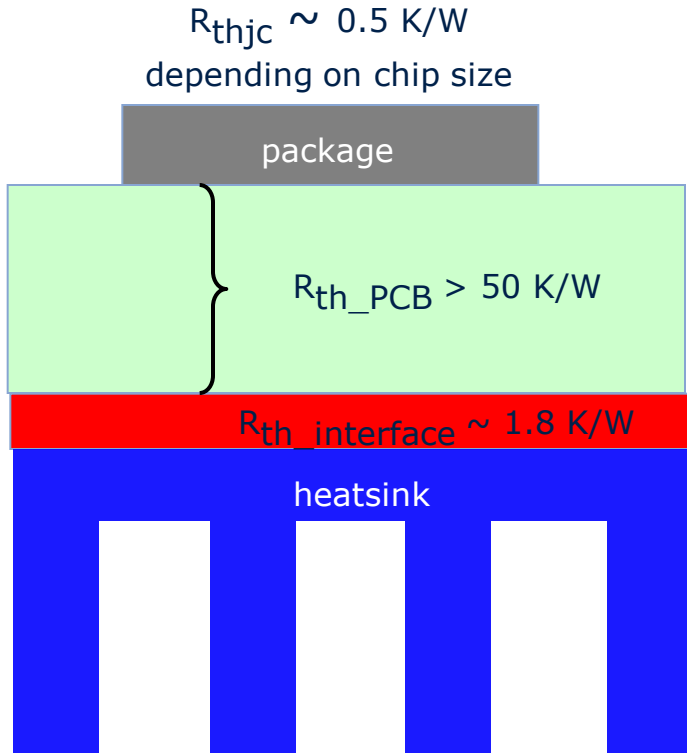 Rthjc ~ 0.5 K/W
depending on chip size
package
Rth_PCB > 50 K/W
Rth_interface ~ 1.8 K/W
heatsink